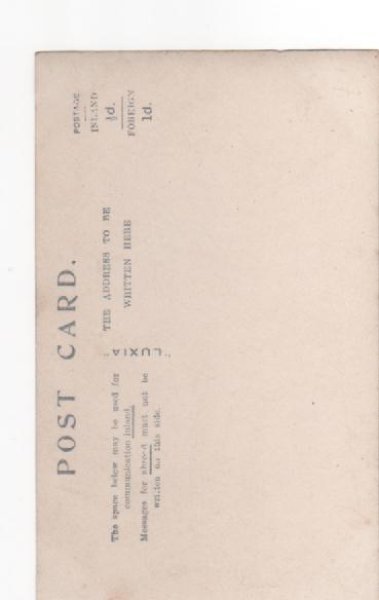 POST CARD.
The space below may be used for
communication inland.
Messages for abroad must not be
written on this side.
"LUXIA"
THE ADDRESS TO BE
WRITTEN HERE
POSTAGE
INLAND
½d.
FOREIGN
1d.